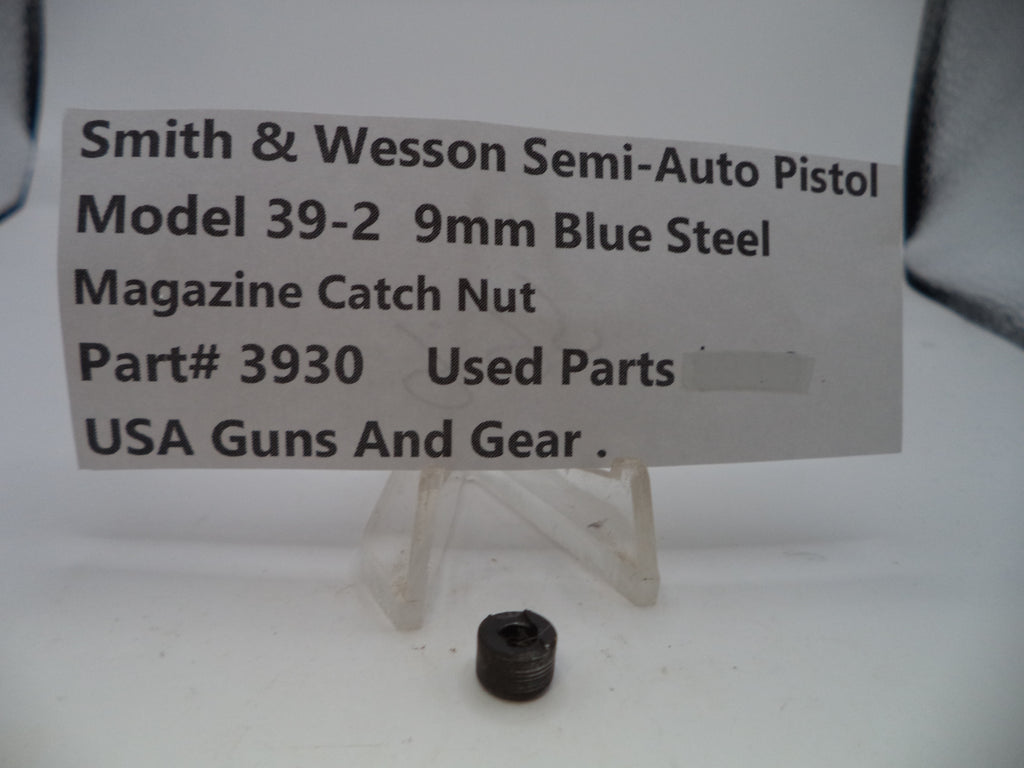 Smith & Wesson Semi-Auto Pistol
Model 39-2 9mm Blue Steel
Magazine Catch Nut
Part# 3930 Used Parts
USA Guns And Gear .